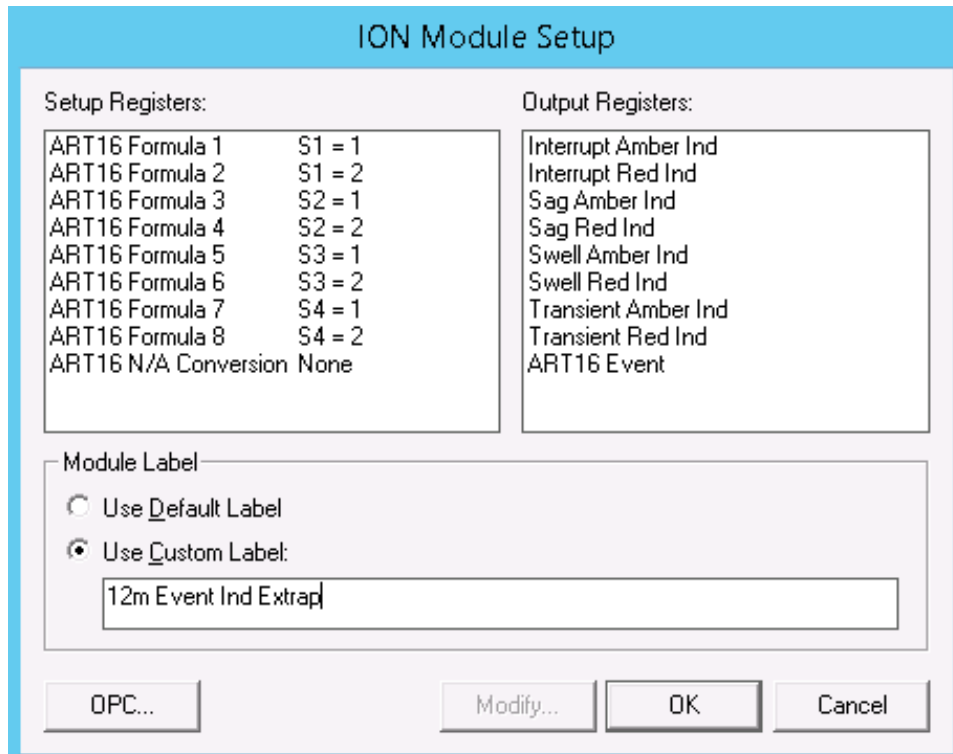 ION Module Setup
Setup Registers:
ART16 Formula 1 S1 = 1
ART16 Formula 2 S1 = 2
ART16 Formula 3 S2 = 1
ART16 Formula 4 S2 = 2
ART16 Formula 5 S3 = 1
ART16 Formula 6 S3 = 2
ART16 Formula 7 S4 = 1
ART16 Formula 8 S4 = 2
ART16 N/A Conversion None
Output Registers:
Interrupt Amber Ind
Interrupt Red Ind
Sag Amber Ind
Sag Red Ind
Swell Amber Ind
Swell Red Ind
Transient Amber Ind
Transient Red Ind
ART16 Event
Module Label
Use Default Label
Use Custom Label:
12m Event Ind Extrap
OPC... Modify... OK Cancel